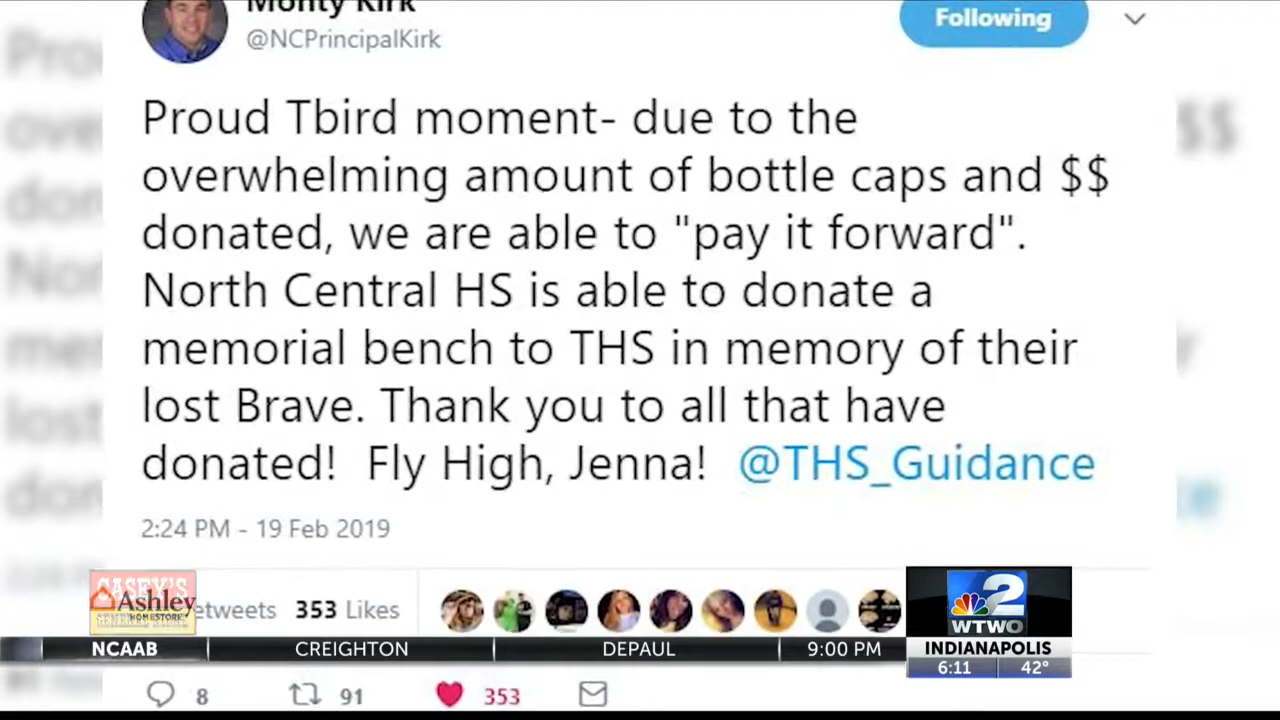 Monty Kirk
@NCPrincipalKirk
Following
Proud Tbird moment- due to the
overwhelming amount of bottle caps and $$
donated, we are able to "pay it forward".
North Central HS is able to donate a
memorial bench to THS in memory of their
lost Brave. Thank you to all that have
donated!  Fly High, Jenna!  @THS_Guidance
2:24 PM - 19 Feb 2019
etweets 353 Likes
CASEY'S
Ashley
HOMESTORE
2
WTWO
NCAAB CREIGHTON DEPAUL 9:00 PM INDIANAPOLIS
6:11 42°
8 91 353